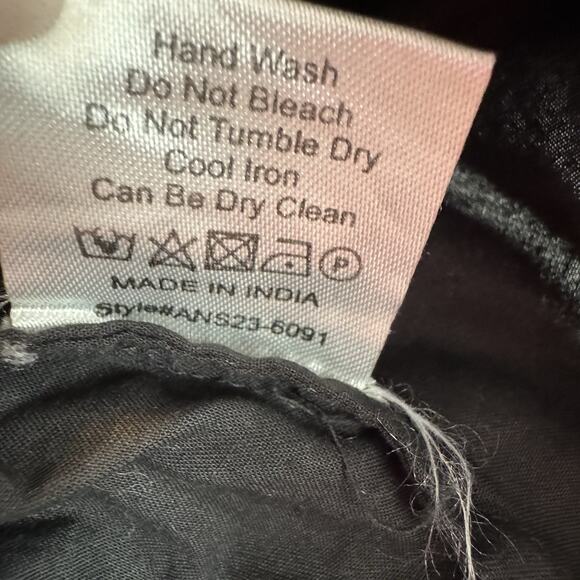 Hand Wash
Do Not Bleach
Do Not Tumble Dry
Cool Iron
Can Be Dry Clean
P
MADE IN INDIA
Style#ANS23-6091